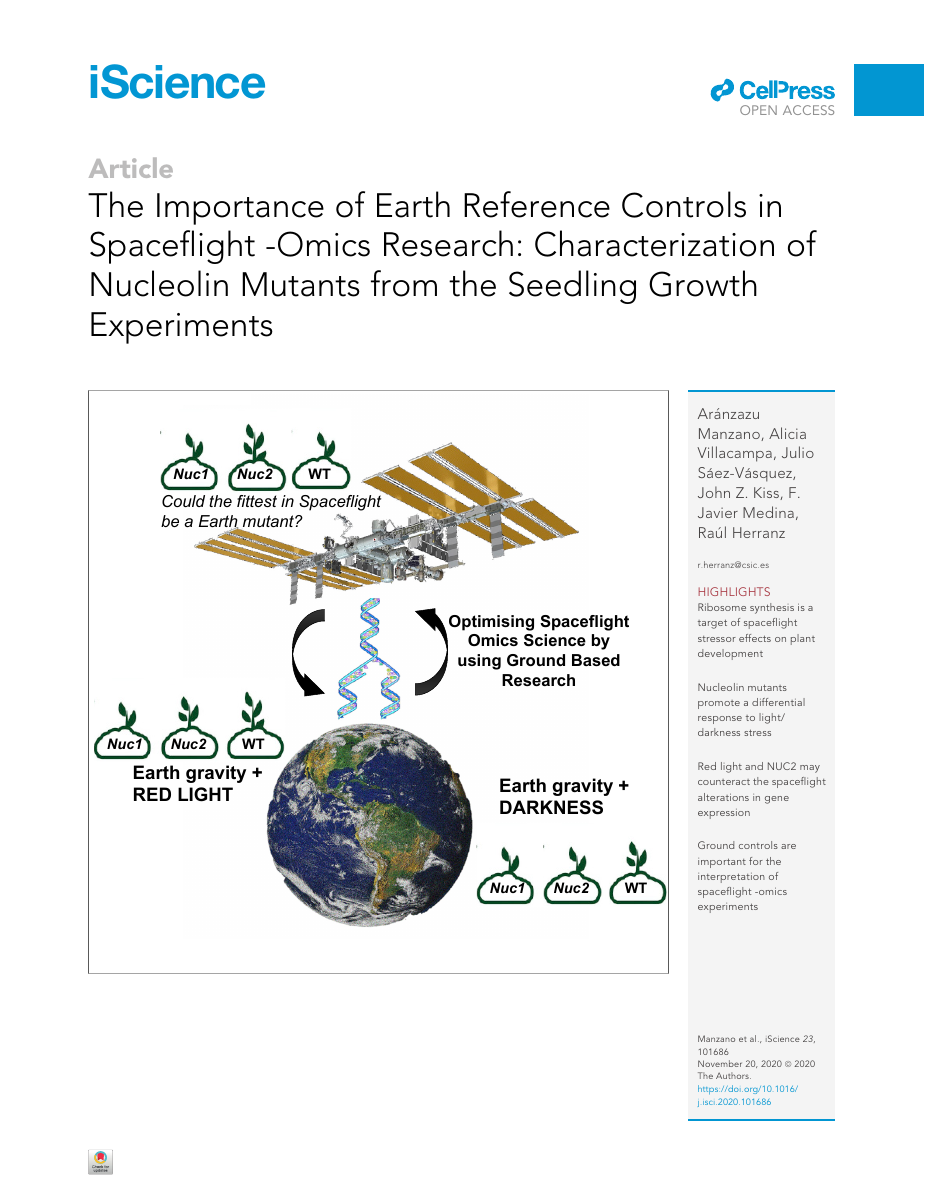 iScience
CellPress
OPEN ACCESS
Article
The Importance of Earth Reference Controls in
Spaceflight -Omics Research: Characterization of
Nucleolin Mutants from the Seedling Growth
Experiments
Nuc1
Nuc2
WT
Could the fittest in Spaceflight
be a Earth mutant?
Optimising Spaceflight
Omics Science by
using Ground Based
Research
Nuc1
Nuc2
WT
Earth gravity +
RED LIGHT
Earth gravity +
DARKNESS
Nuc1
Nuc2
WT
Aránzazu
Manzano, Alicia
Villacampa, Julio
Sáez-Vásquez,
John Z. Kiss, F.
Javier Medina,
Raúl Herranz
r.herranz@csic.es
HIGHLIGHTS
Ribosome synthesis is a
target of spaceflight
stressor effects on plant
development
Nucleolin mutants
promote a differential
response to light/
darkness stress
Red light and NUC2 may
counteract the spaceflight
alterations in gene
expression
Ground controls are
important for the
interpretation of
spaceflight -omics
experiments
Manzano et al., iScience 23,
101686
November 20, 2020 © 2020
The Authors.
https://doi.org/10.1016/
j.isci.2020.101686
Check for
updates